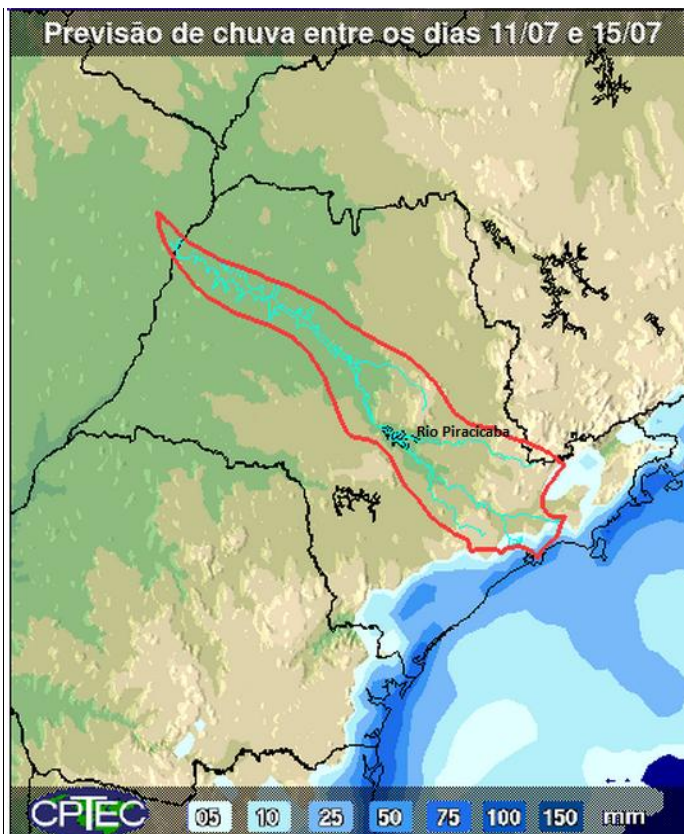 Previsão de chuva entre os dias 11/07 e 15/07
Rio Piracicaba
CPTEC 05 10 25 50 75 100 150 mm